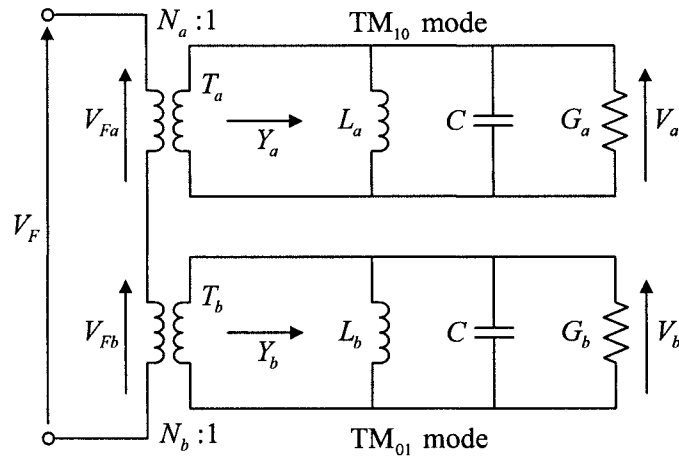 N_a:1
TM_10 mode
T_a
V_Fa
Y_a
L_a
C
G_a
V_a
V_F
T_b
V_Fb
Y_b
L_b
C
G_b
V_b
N_b:1
TM_01 mode